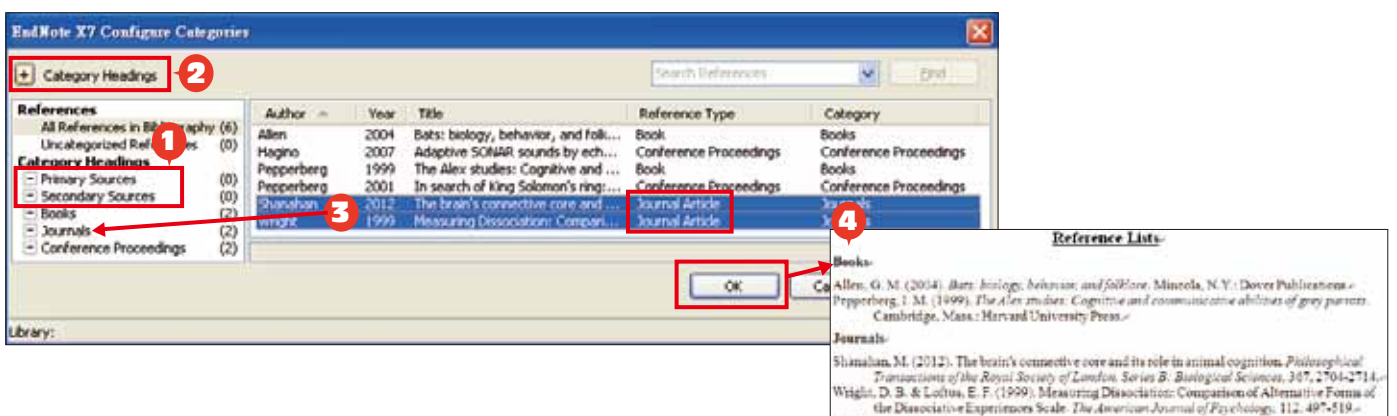 EndNote X7 Configure Categories
+ Category Headings
2
Search References
Find
References
All References in Bibliography (6)
Uncategorized References (0)
Category Headings
1
Primary Sources (0)
Secondary Sources (0)
Books (2)
Journals (2)
Conference Proceedings (2)
Author Year Title Reference Type Category
Allen 2004 Bats: biology, behavior, and folk... Book Books
Hagino 2007 Adaptive SONAR sounds by ech... Conference Proceedings Conference Proceedings
Pepperberg 1999 The Alex studies: Cognitive and ... Book Books
Pepperberg 2001 In search of King Solomon's ring:... Conference Proceedings Conference Proceedings
Shanahan 2012 The brain's connective core and ... Journal Article Journals
Wright 1999 Measuring Dissociation: Compari... Journal Article
3
4
OK
Library:
Reference Lists
Books
Allen, G. M. (2004). Bats: biology, behavior, and folklore. Mineola, N.Y.: Dover Publications.
Pepperberg, I. M. (1999). The Alex studies: Cognitive and communicative abilities of grey parrots.
Cambridge, Mass.: Harvard University Press.
Journals
Shanahan, M. (2012). The brain's connective core and its role in animal cognition. Philosophical
Transactions of the Royal Society of London. Series B: Biological Sciences, 367, 2704-2714.
Wright, D. B. & Loftus, E. F. (1999). Measuring Dissociation: Comparison of Alternative Forms of
the Dissociative Experiences Scale. The American Journal of Psychology, 112, 497-519.